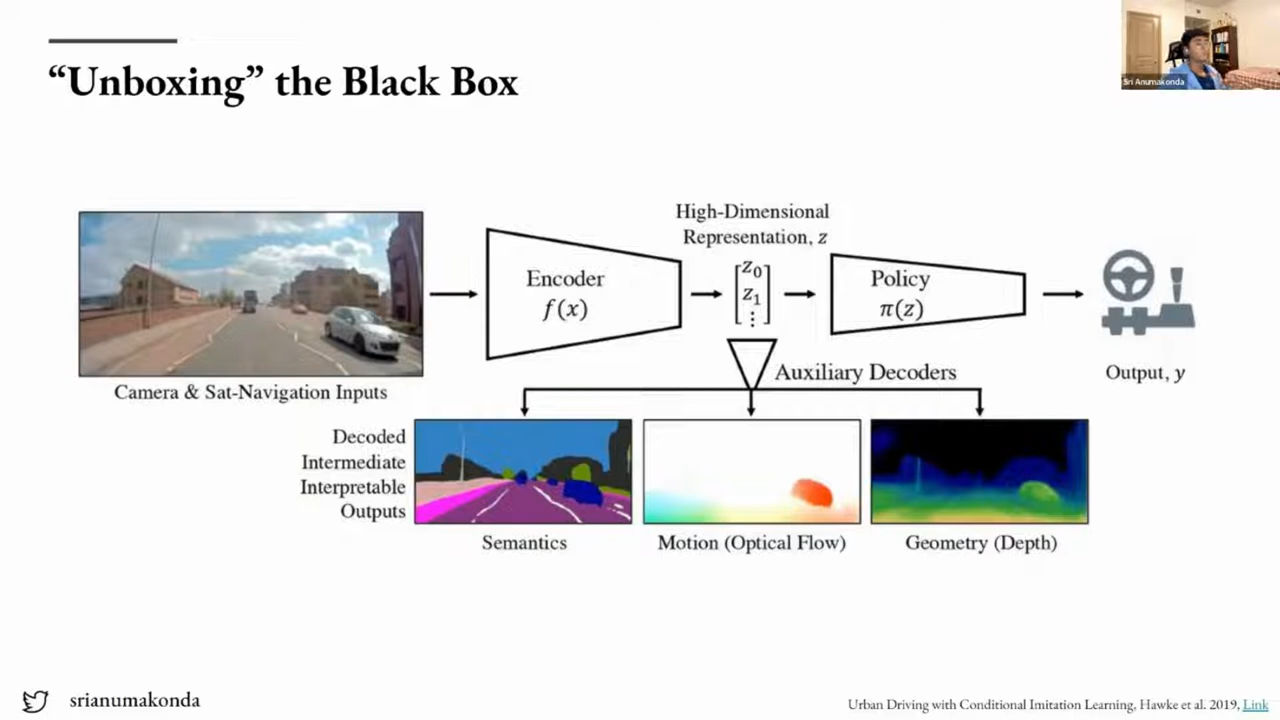 “Unboxing” the Black Box
Sri Anumakonda
High-Dimensional
Representation, z
Encoder
f(x)
z₀
z₁
⋮
Policy
π(z)
Camera & Sat-Navigation Inputs
Auxiliary Decoders
Output, y
Decoded
Intermediate
Interpretable
Outputs
Semantics
Motion (Optical Flow)
Geometry (Depth)
srianumakonda
Urban Driving with Conditional Imitation Learning, Hawke et al. 2019, Link